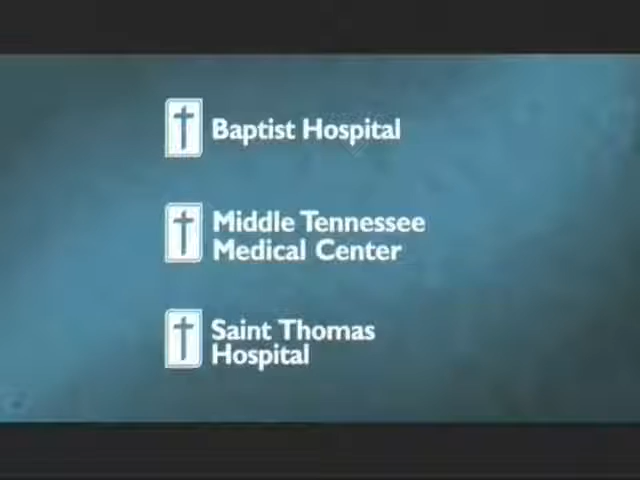 Baptist Hospital
Middle Tennessee
Medical Center
Saint Thomas
Hospital